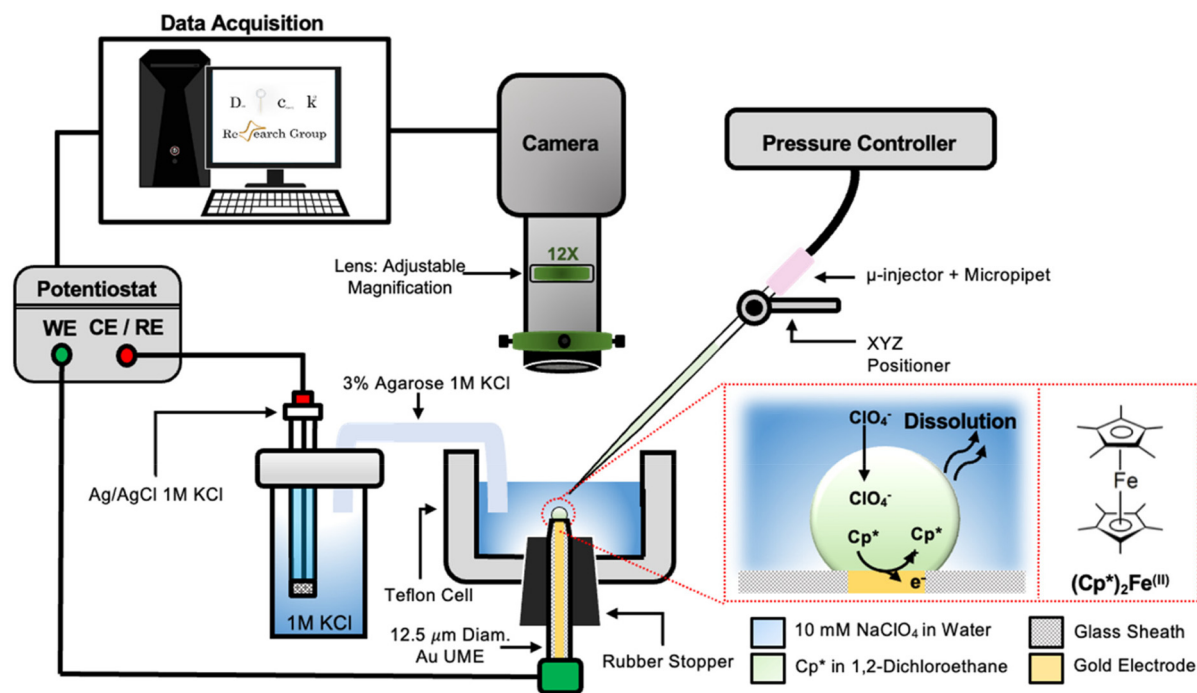 Data Acquisition
D c k
Research Group
Camera
12X
Lens: Adjustable
Magnification
Pressure Controller
μ-injector + Micropipet
XYZ
Positioner
Potentiostat
WE CE / RE
3% Agarose 1M KCl
Ag/AgCl 1M KCl
1M KCl
Teflon Cell
12.5 μm Diam.
Au UME
Rubber Stopper
ClO₄⁻
Dissolution
ClO₄⁻
Cp* Cp*
e⁻
Fe
(Cp*)₂Fe⁽ᴵᴵ⁾
10 mM NaClO₄ in Water
Glass Sheath
Cp* in 1,2-Dichloroethane
Gold Electrode